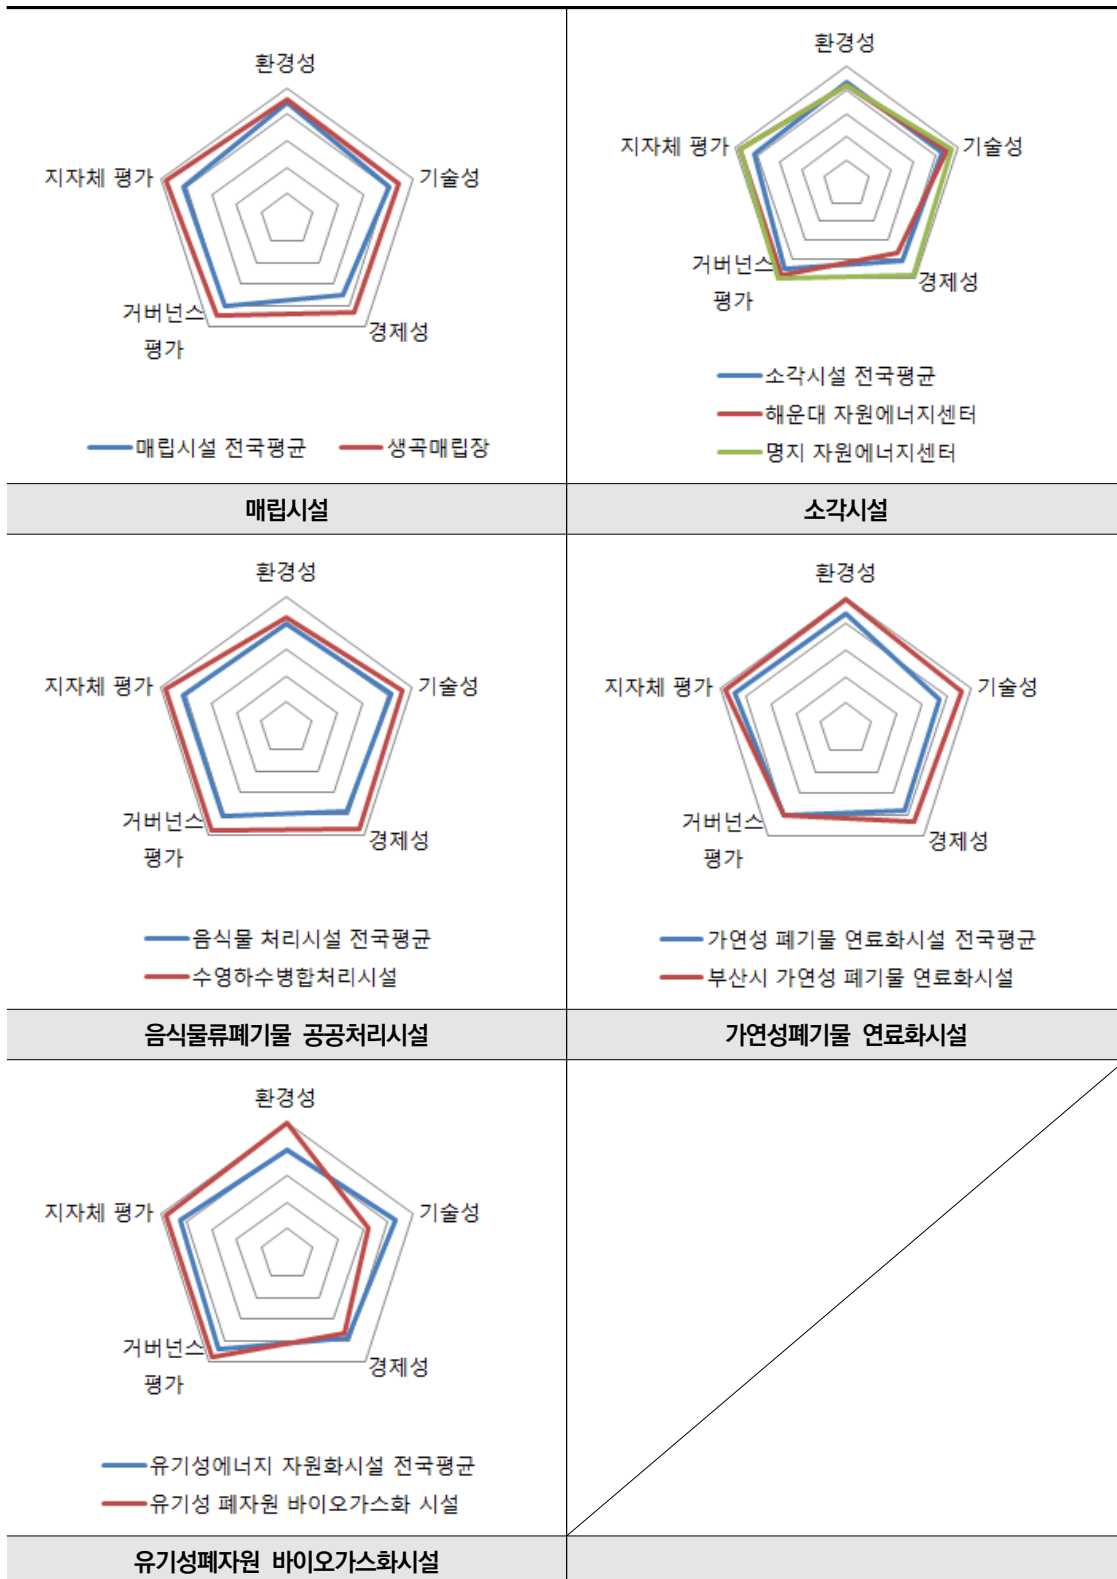 환경성
지자체 평가
기술성
거버넌스
평가
경제성
매립시설 전국평균
생곡매립장
환경성
지자체 평가
기술성
거버넌스
평가
경제성
소각시설 전국평균
해운대 자원에너지센터
명지 자원에너지센터
매립시설
소각시설
환경성
지자체 평가
기술성
거버넌스
평가
경제성
음식물 처리시설 전국평균
수영하수병합처리시설
환경성
지자체 평가
기술성
거버넌스
평가
경제성
가연성 폐기물 연료화시설 전국평균
부산시 가연성 폐기물 연료화시설
음식물류폐기물 공공처리시설
가연성폐기물 연료화시설
환경성
지자체 평가
기술성
거버넌스
평가
경제성
유기성에너지 자원화시설 전국평균
유기성 폐자원 바이오가스화 시설
유기성폐자원 바이오가스화시설